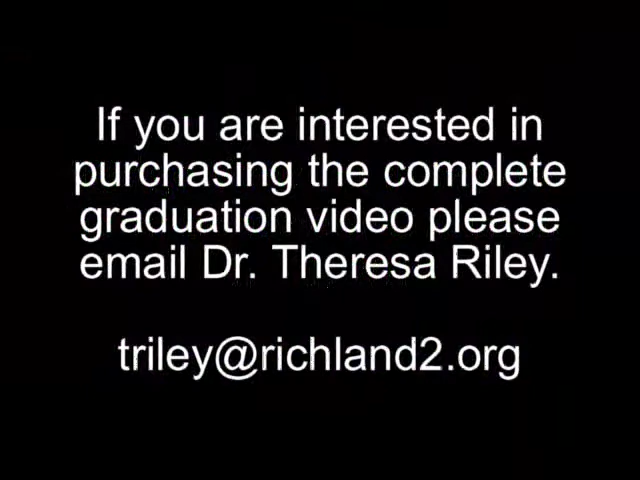 If you are interested in
purchasing the complete
graduation video please
email Dr. Theresa Riley.
triley@richland2.org